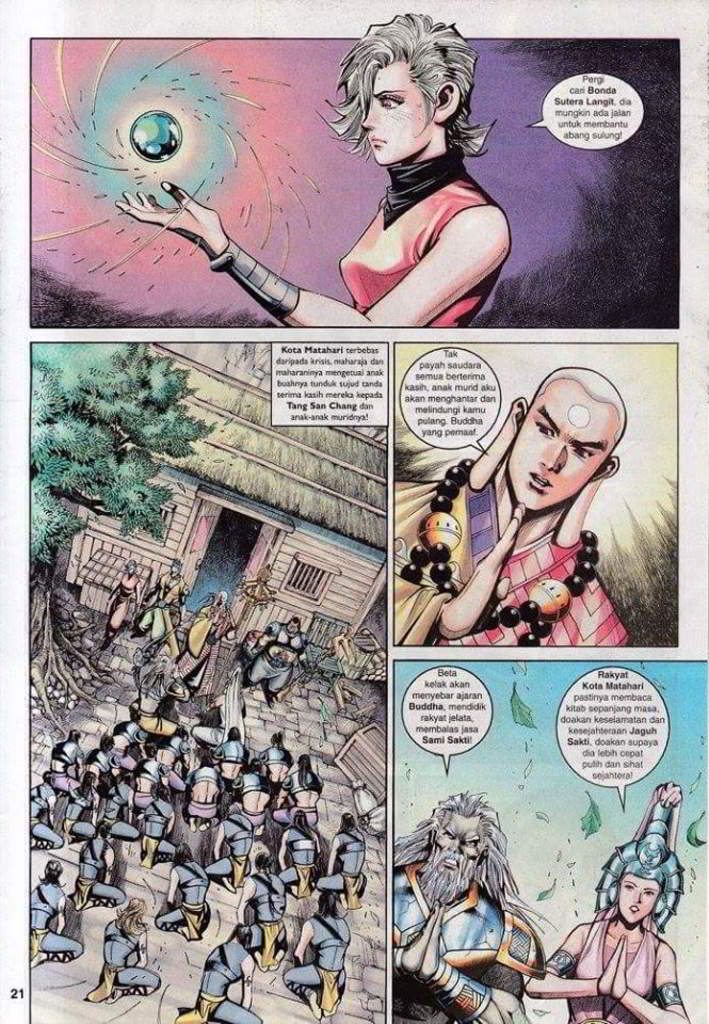 Pergi
cari Bonda
Sutera Langit, dia
mungkin ada jalan
untuk membantu
abang sulung!
Kota Matahari terbebas
daripada krisis, maharaja dan
maharaninya mengetuai anak
buahnya tunduk sujud tanda
terima kasih mereka kepada
Tang San Chang dan
anak-anak muridnya!
Tak
payah saudara
semua berterima
kasih, anak murid aku
akan menghantar dan
melindungi kamu
pulang. Buddha
yang pemaaf.
Beta
kelak akan
menyebar ajaran
Buddha, mendidik
rakyat jelata,
membalas jasa
Sami Sakti!
Rakyat
Kota Matahari
pastinya membaca
kitab sepanjang masa,
doakan keselamatan dan
kesejahteraan Jaguh
Sakti, doakan supaya
dia lebih cepat
pulih dan sihat
sejahtera!
21